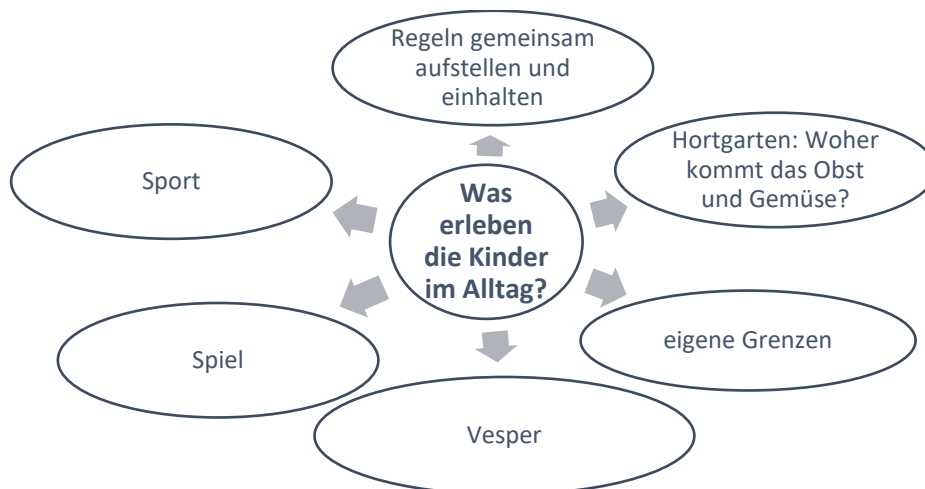 Regeln gemeinsam
aufstellen und
einhalten
Hortgarten: Woher
kommt das Obst
und Gemüse?
Sport
Was
erleben
die Kinder
im Alltag?
eigene Grenzen
Spiel
Vesper